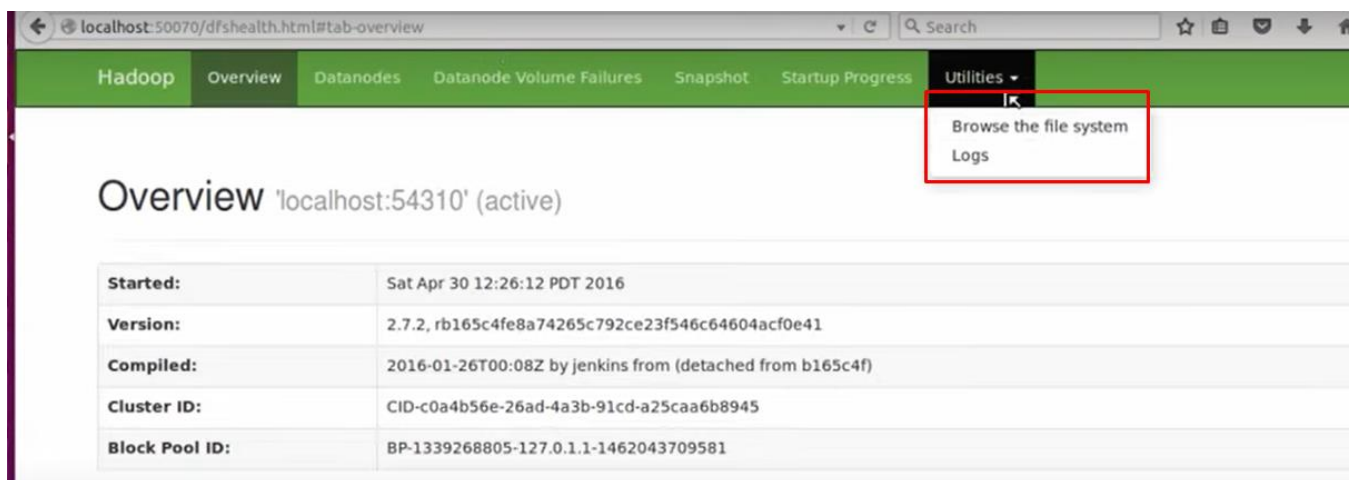 localhost:50070/dfshealth.html#tab-overview Search
Hadoop Overview Datanodes Datanode Volume Failures Snapshot Startup Progress Utilities
Browse the file system
Logs
Overview 'localhost:54310' (active)
Started: Sat Apr 30 12:26:12 PDT 2016
Version: 2.7.2, rb165c4fe8a74265c792ce23f546c64604acf0e41
Compiled: 2016-01-26T00:08Z by jenkins from (detached from b165c4f)
Cluster ID: CID-c0a4b56e-26ad-4a3b-91cd-a25caa6b8945
Block Pool ID: BP-1339268805-127.0.1.1-1462043709581